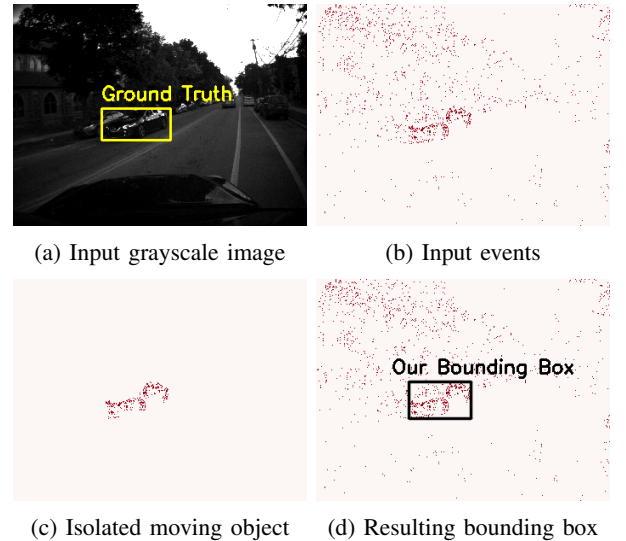 Ground Truth
(a) Input grayscale image
(b) Input events
Our Bounding Box
(c) Isolated moving object
(d) Resulting bounding box